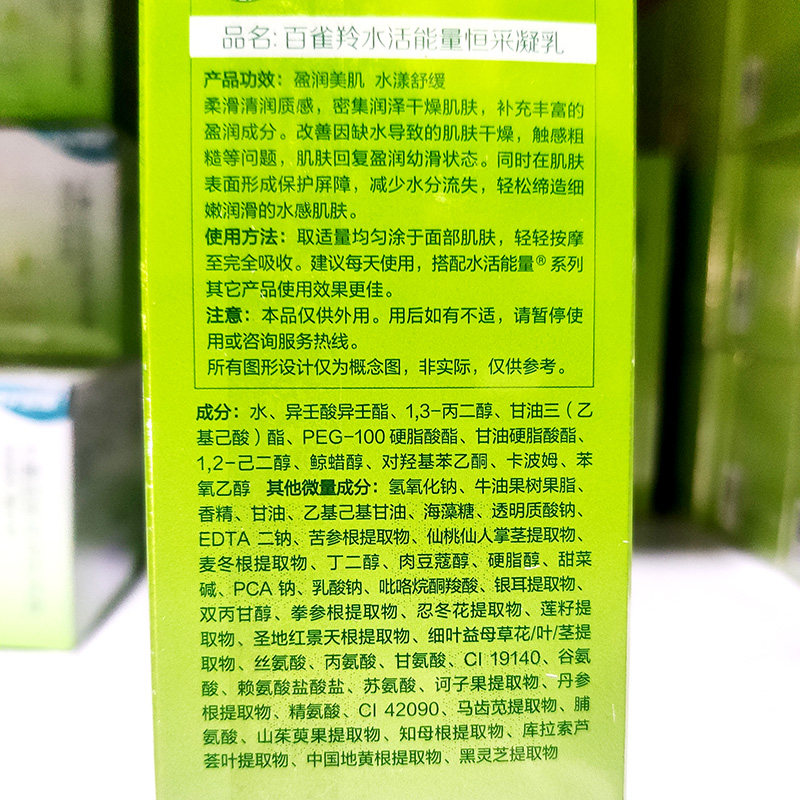 品名:百雀羚水活能量恒采凝乳
产品功效：盈润美肌 水漾舒缓
柔滑清润质感，密集润泽干燥肌肤，补充丰富的
盈润成分。改善因缺水导致的肌肤干燥，触感粗
糙等问题，肌肤回复盈润幼滑状态。同时在肌肤
表面形成保护屏障，减少水分流失，轻松缔造细
嫩润滑的水感肌肤。
使用方法：取适量均匀涂于面部肌肤，轻轻按摩
至完全吸收。建议每天使用，搭配水活能量®系列
其它产品使用效果更佳。
注意：本品仅供外用。用后如有不适，请暂停使
用或咨询服务热线。
所有图形设计仅为概念图，非实际，仅供参考。
成分：水、异壬酸异壬酯、1,3-丙二醇、甘油三（乙
基己酸）酯、PEG-100 硬脂酸酯、甘油硬脂酸酯、
1,2-己二醇、鲸蜡醇、对羟基苯乙酮、卡波姆、苯
氧乙醇 其他微量成分：氢氧化钠、牛油果树果脂、
香精、甘油、乙基己基甘油、海藻糖、透明质酸钠、
EDTA 二钠、苦参根提取物、仙桃仙人掌茎提取物、
麦冬根提取物、丁二醇、肉豆蔻醇、硬脂醇、甜菜
碱、PCA 钠、乳酸钠、吡咯烷酮羧酸、银耳提取物、
双丙甘醇、拳参根提取物、忍冬花提取物、莲籽提
取物、圣地红景天根提取物、细叶益母草花/叶/茎提
取物、丝氨酸、丙氨酸、甘氨酸、CI 19140、谷氨
酸、赖氨酸盐酸盐、苏氨酸、诃子果提取物、丹参
根提取物、精氨酸、CI 42090、马齿苋提取物、脯
氨酸、山茱萸果提取物、知母根提取物、库拉索芦
荟叶提取物、中国地黄根提取物、黑灵芝提取物